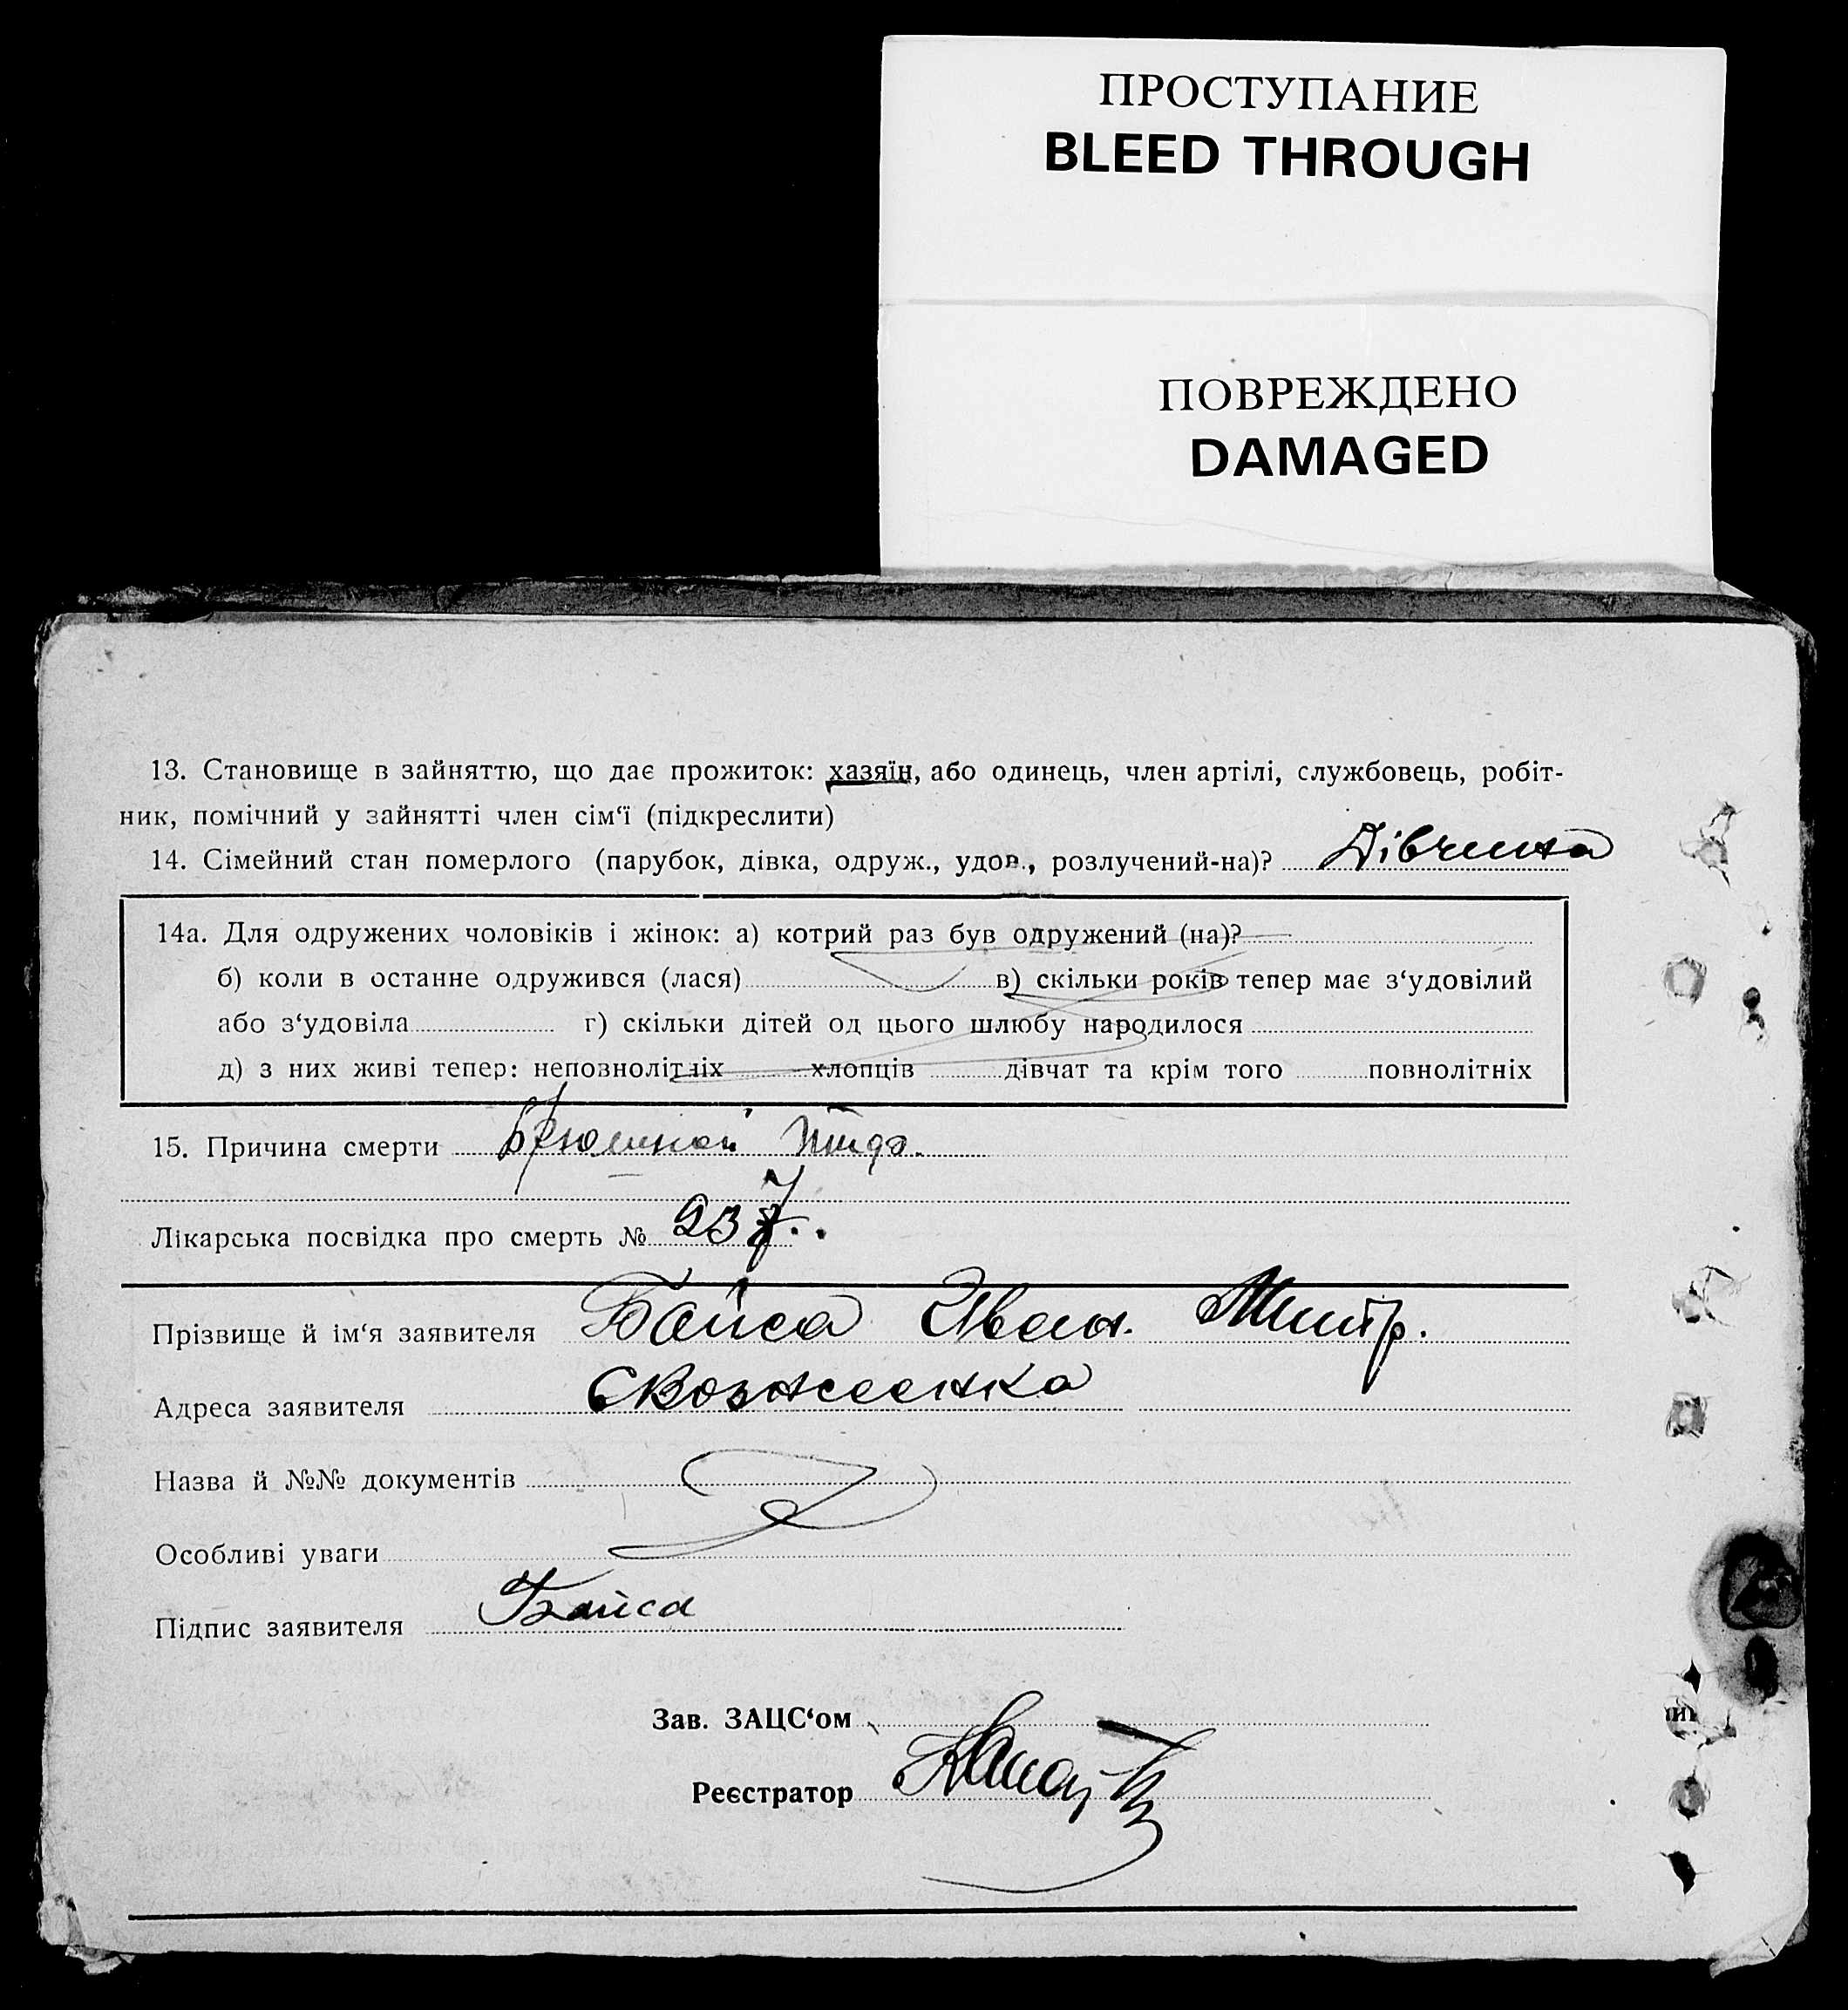 ПРОСТУПАНИЕ
BLEED THROUGH
ПОВРЕЖДЕНО
DAMAGED
13. Становище в зайняттю, що дає прожиток: хазяїн, або одинець, член артілі, службовець, робіт-
ник, помічний у зайнятті член сім‘ї (підкреслити)
14. Сімейний стан померлого (парубок, дівка, одруж., удов., розлучений-на)? Дівчина
14а. Для одружених чоловіків і жінок: а) котрий раз був одружений (на)?
б) коли в останне одружився (лася) в) скільки років тепер має з‘удовілий
або з‘удовіла г) скільки дітей од цього шлюбу народилося
д) з них живі тепер: неповнолітніх хлопців дівчат та крім того повнолітніх
15. Причина смерти
Лікарська посвідка про смерть № 237.
Прізвище й ім‘я заявителя Байса Иван. Митр.
Адреса заявителя Сквожеенка
Назва й №№ документів
Особливі уваги
Підпис заявителя Байса
Зав. ЗАЦС‘ом
Реєстратор